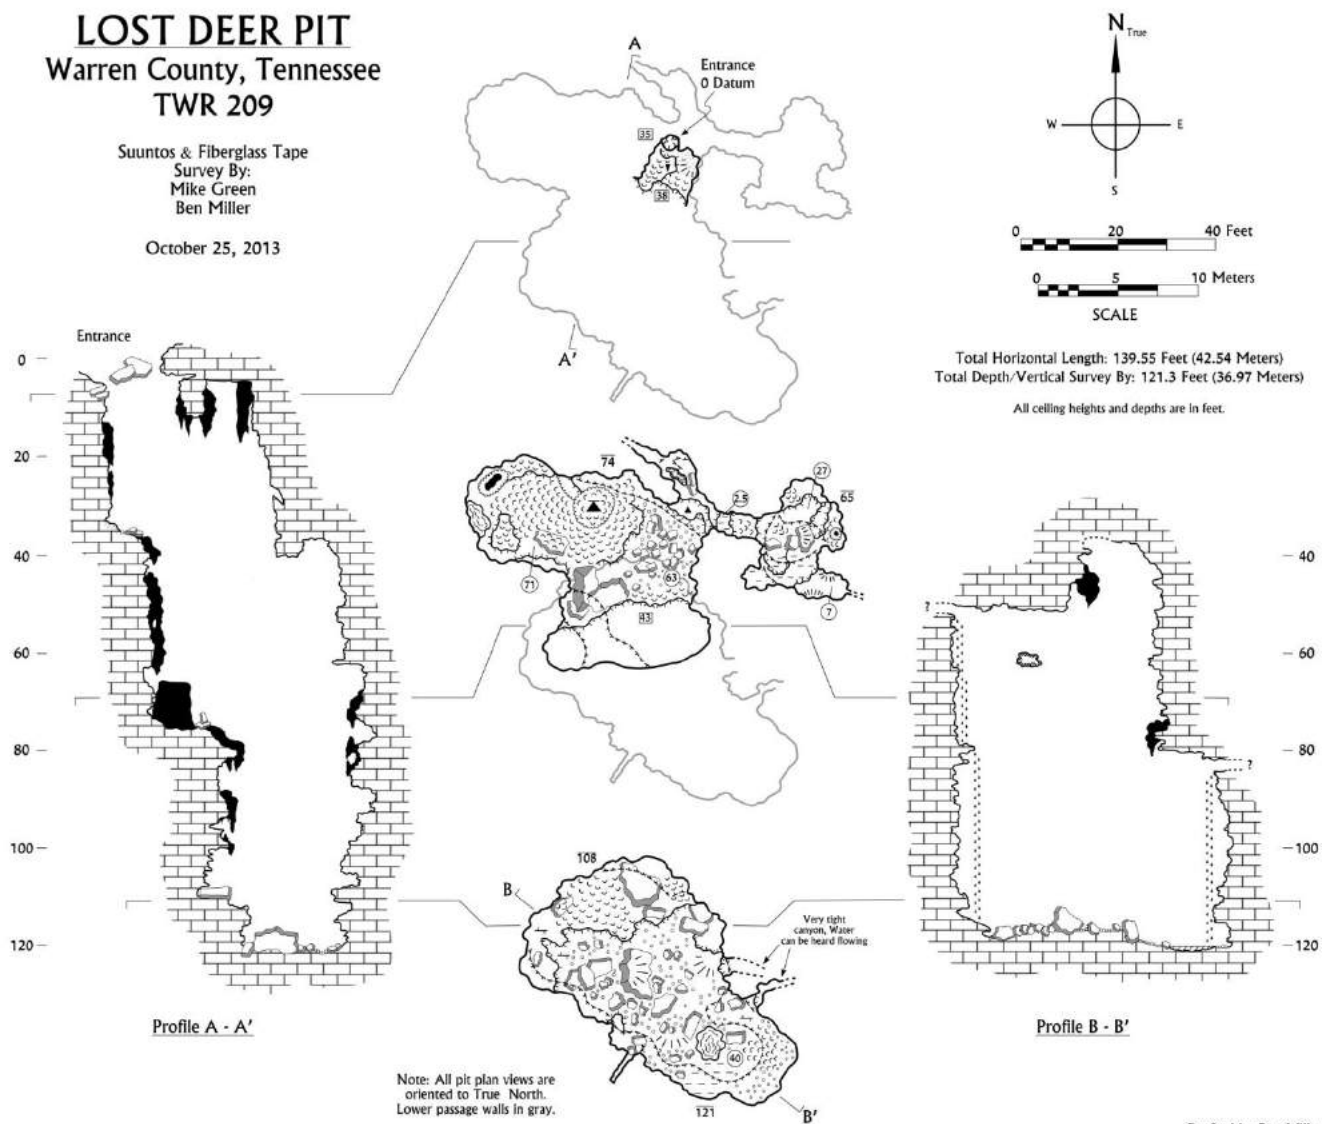 LOST DEER PIT
Warren County, Tennessee
TWR 209
Suuntos & Fiberglass Tape
Survey By:
Mike Green
Ben Miller
October 25, 2013
A
Entrance
0 Datum
35
38
A'
N
True
W
E
S
0 20 40 Feet
0 5 10 Meters
SCALE
Total Horizontal Length: 139.55 Feet (42.54 Meters)
Total Depth/Vertical Survey By: 121.3 Feet (36.97 Meters)
All ceiling heights and depths are in feet.
Entrance
0
20
40
60
80
100
120
Profile A - A'
74
2.5
27
65
71
63
43
7
?
?
40
60
80
100
120
Profile B - B'
108
B
Very tight
canyon, Water
can be heard flowing
40
121
B'
Note: All pit plan views are
oriented to True North.
Lower passage walls in gray.